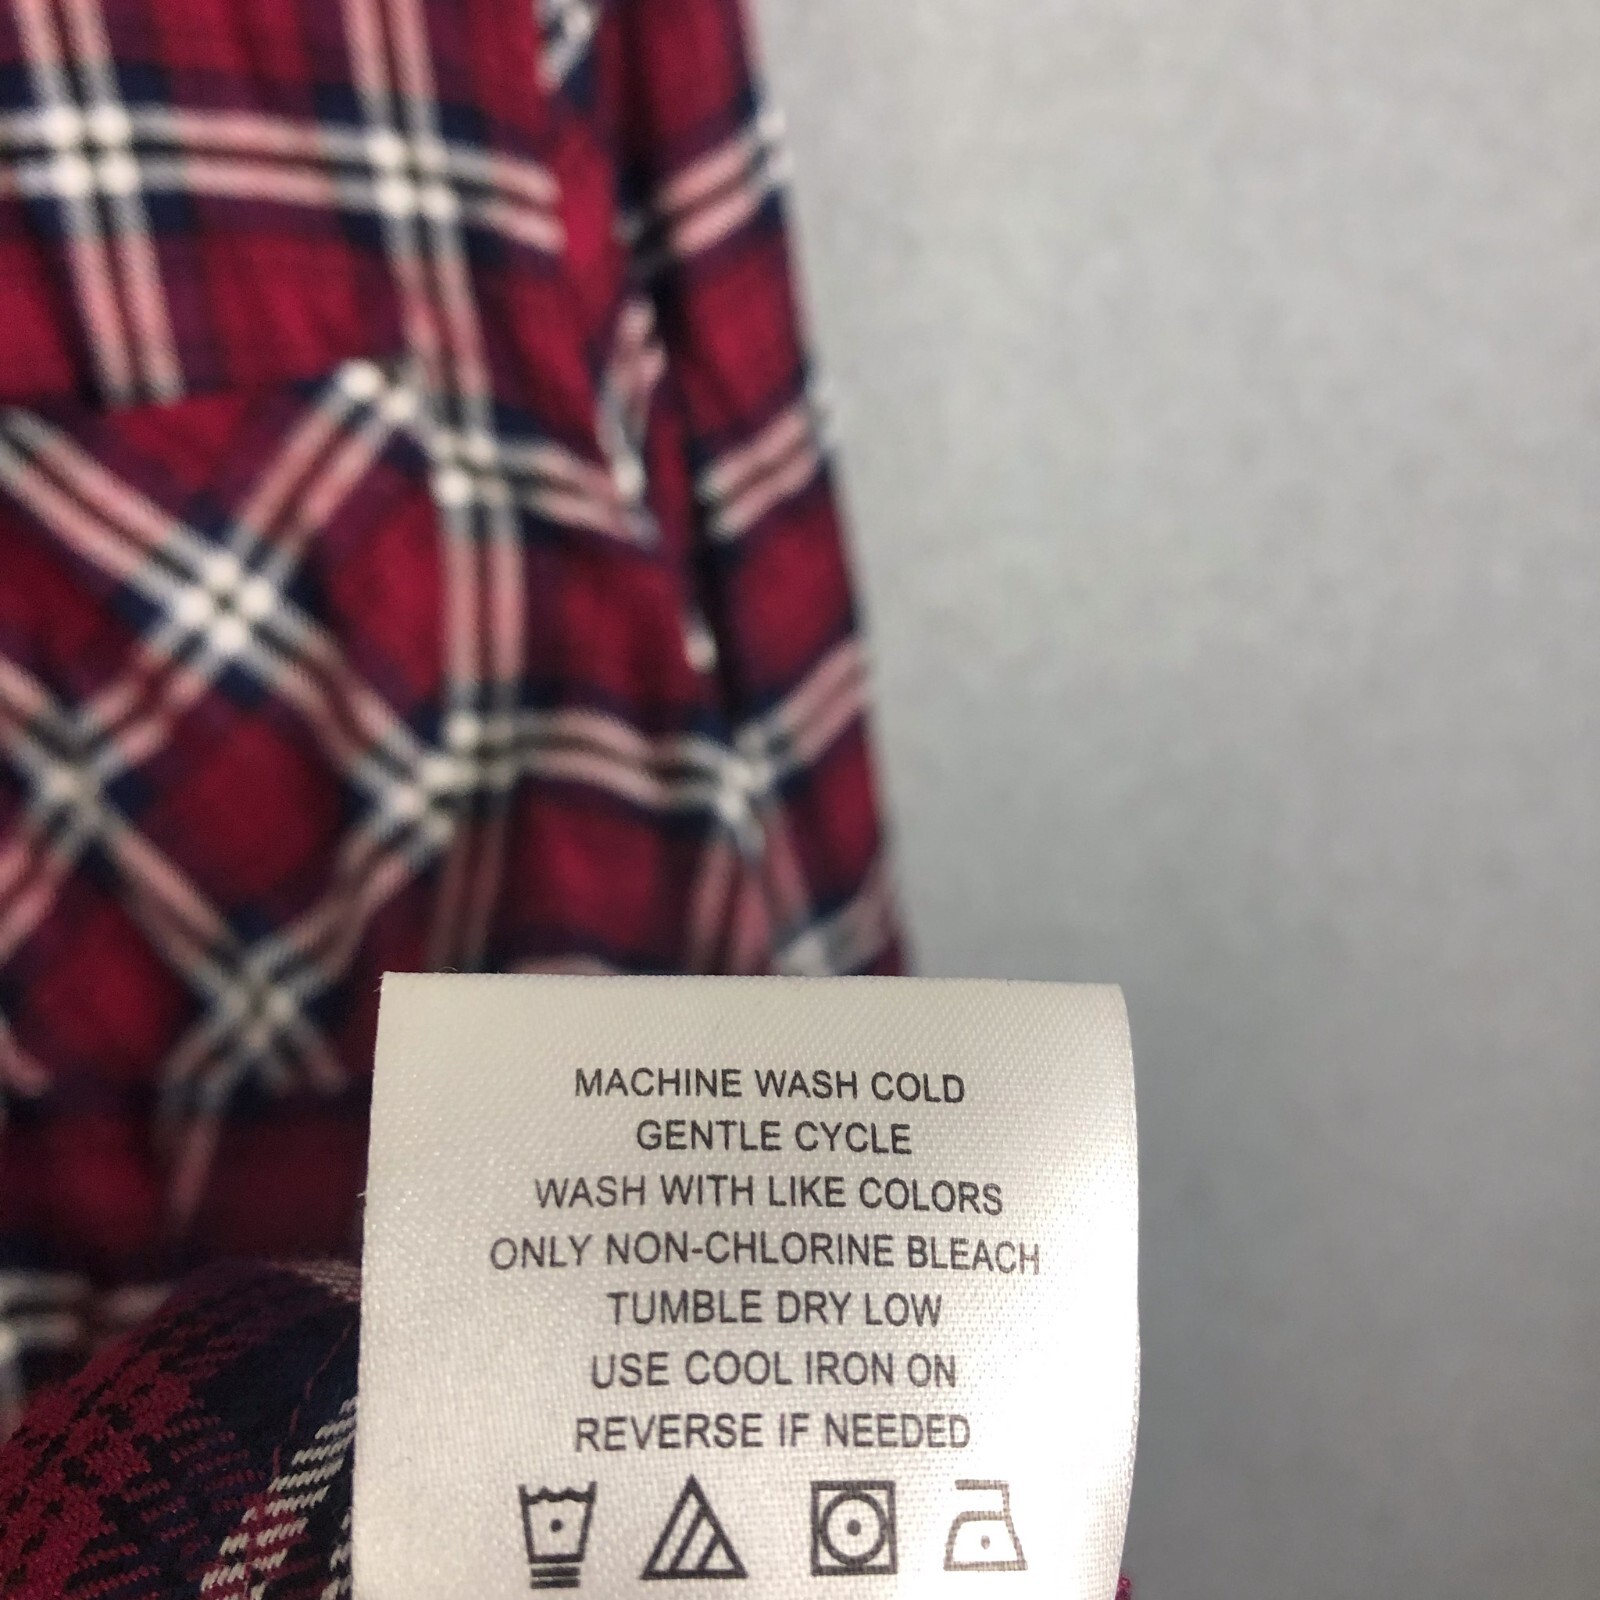 MACHINE WASH COLD
GENTLE CYCLE
WASH WITH LIKE COLORS
ONLY NON-CHLORINE BLEACH
TUMBLE DRY LOW
USE COOL IRON ON
REVERSE IF NEEDED